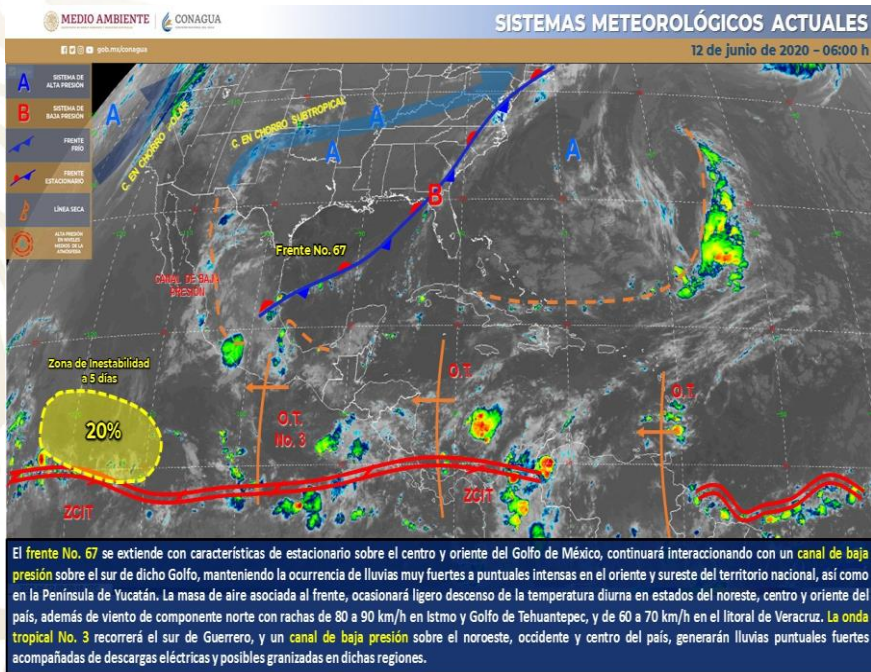 MEDIO AMBIENTE
CONAGUA
SISTEMAS METEOROLÓGICOS ACTUALES
gob.mx/conagua
12 de junio de 2020 – 06:00 h
A SISTEMA DE
ALTA PRESIÓN
B SISTEMA DE
BAJA PRESIÓN
FRENTE
FRÍO
FRENTE
ESTACIONARIO
LÍNEA SECA
ALTA PRESIÓN
EN NIVELES
MEDIOS DE LA
ATMÓSFERA
A
C. EN CHORRO POLAR
C. EN CHORRO SUBTROPICAL
A
A
A
B
Frente No. 67
CANAL DE BAJA
PRESIÓN
Zona de Inestabilidad
a 5 días
20%
O.T.
No. 3
O.T.
O.T.
ZCIT
ZCIT
El frente No. 67 se extiende con características de estacionario sobre el centro y oriente del Golfo de México, continuará interaccionando con un canal de baja
presión sobre el sur de dicho Golfo, manteniendo la ocurrencia de lluvias muy fuertes a puntuales intensas en el oriente y sureste del territorio nacional, así como
en la Península de Yucatán. La masa de aire asociada al frente, ocasionará ligero descenso de la temperatura diurna en estados del noreste, centro y oriente del
país, además de viento de componente norte con rachas de 80 a 90 km/h en Istmo y Golfo de Tehuantepec, y de 60 a 70 km/h en el litoral de Veracruz. La onda
tropical No. 3 recorrerá el sur de Guerrero, y un canal de baja presión sobre el noroeste, occidente y centro del país, generarán lluvias puntuales fuertes
acompañadas de descargas eléctricas y posibles granizadas en dichas regiones.